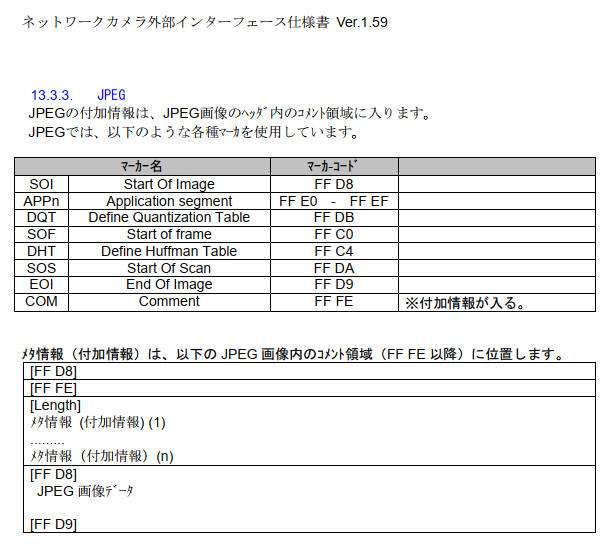 ネットワークカメラ外部インターフェース仕様書 Ver.1.59
13.3.3. JPEG
JPEGの付加情報は、JPEG画像のﾍｯﾀﾞ内のｺﾒﾝﾄ領域に入ります。
JPEGでは、以下のような各種ﾏｰｶを使用しています。
ﾏｰｶｰ名 ﾏｰｶｰｺｰﾄﾞ
SOI Start Of Image FF D8
APPn Application segment FF E0 - FF EF
DQT Define Quantization Table FF DB
SOF Start of frame FF C0
DHT Define Huffman Table FF C4
SOS Start Of Scan FF DA
EOI End Of Image FF D9
COM Comment FF FE ※付加情報が入る。
ﾒﾀ情報（付加情報）は、以下の JPEG 画像内のｺﾒﾝﾄ領域（FF FE 以降）に位置します。
[FF D8]
[FF FE]
[Length]
ﾒﾀ情報 (付加情報) (1)
.........
ﾒﾀ情報（付加情報）(n)
[FF D8]
JPEG 画像ﾃﾞｰﾀ
[FF D9]